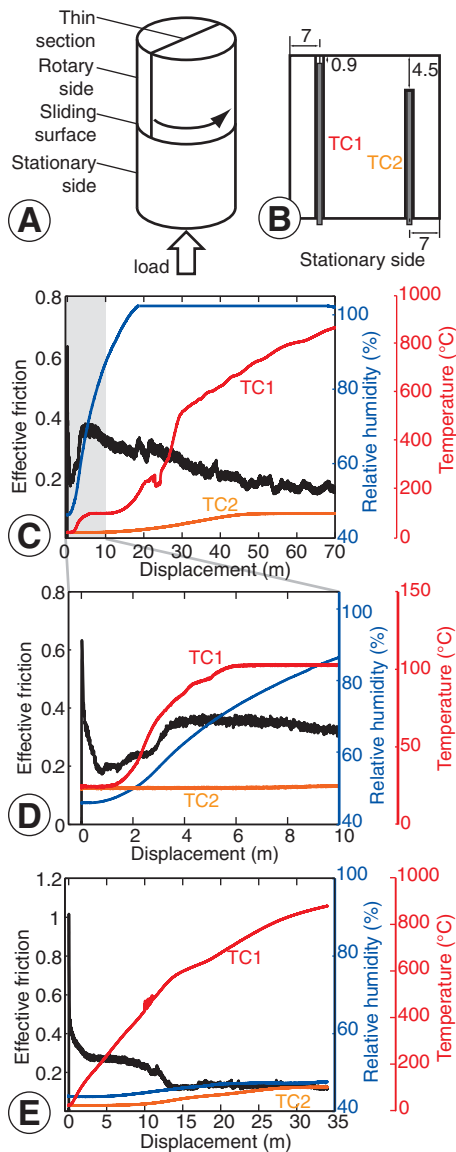 Thin
section
Rotary
side
Sliding
surface
Stationary
side
load
A
7
0.9
4.5
TC1
TC2
7
B
Stationary side
0.8
0.6
0.4
0.2
Effective friction
TC1
TC2
100
80
60
40
Relative humidity (%)
1000
800
600
400
200
0
Temperature (°C)
0 10 20 30 40 50 60 70
Displacement (m)
C
0.8
0.6
0.4
0.2
0
Effective friction
TC1
TC2
100
80
60
40
Relative humidity (%)
150
100
50
0
Temperature (°C)
0 2 4 6 8 10
Displacement (m)
D
1.2
1
0.8
0.6
0.4
0.2
Effective friction
TC1
TC2
100
80
60
40
Relative humidity (%)
1000
800
600
400
200
0
Temperature (°C)
0 5 10 15 20 25 30 35
Displacement (m)
E